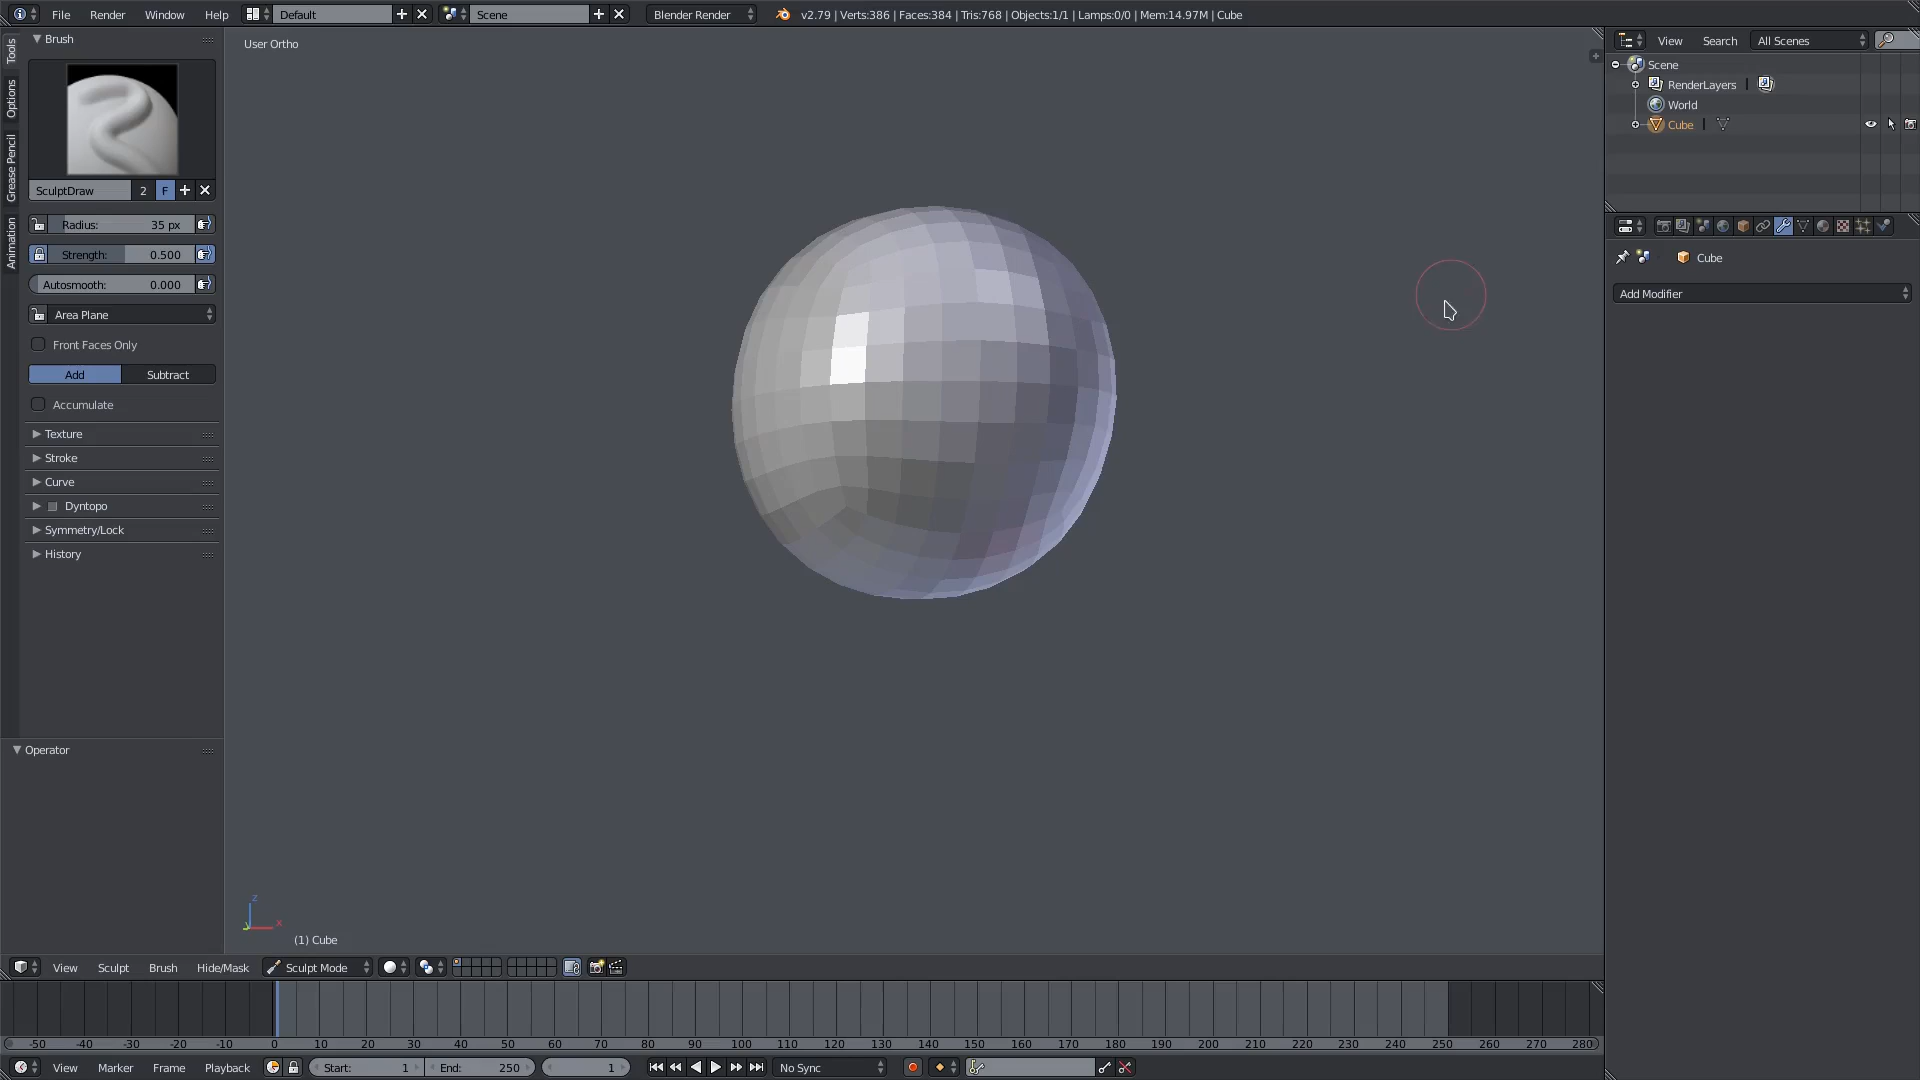 File Render Window Help Default Scene Blender Render v2.79 | Verts:386 | Faces:384 | Tris:768 | Objects:1/1 | Lamps:0/0 | Mem:14.97M | Cube
Tools
Options
Grease Pencil
Animation
Brush
SculptDraw 2 F
Radius: 35 px
Strength: 0.500
Autosmooth: 0.000
Area Plane
Front Faces Only
Add Subtract
Accumulate
Texture
Stroke
Curve
Dyntopo
Symmetry/Lock
History
Operator
User Ortho
z
x
y
(1) Cube
View Search All Scenes
Scene
RenderLayers |
World
Cube |
Cube
Add Modifier
View Sculpt Brush Hide/Mask Sculpt Mode
-50 -40 -30 -20 -10 0 10 20 30 40 50 60 70 80 90 100 110 120 130 140 150 160 170 180 190 200 210 220 230 240 250 260 270 280
View Marker Frame Playback Start: 1 End: 250 1 No Sync